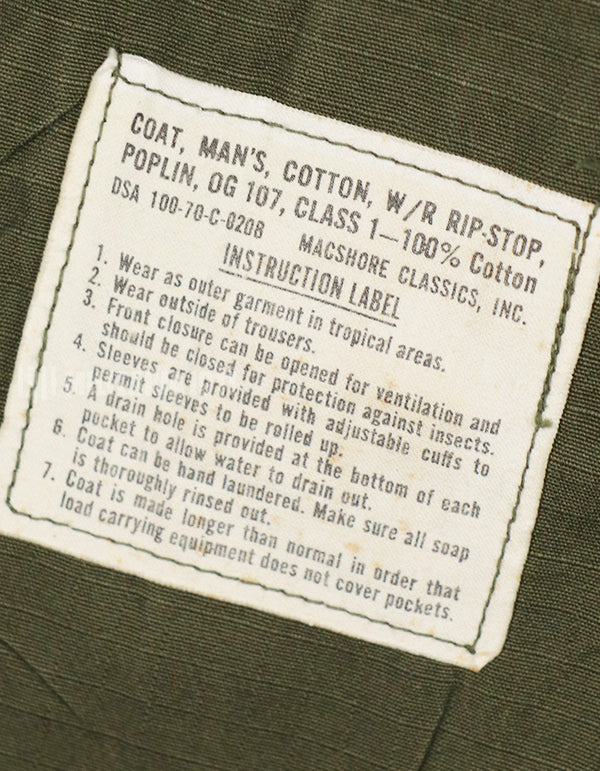 COAT, MAN'S, COTTON, W/R RIP-STOP,
POPLIN, OG 107, CLASS 1—100% Cotton
DSA 100-70-C-0208 MACSHORE CLASSICS, INC.
INSTRUCTION LABEL
1. Wear as outer garment in tropical areas.
2. Wear outside of trousers.
3. Front closure can be opened for ventilation and
should be closed for protection against insects.
4. Sleeves are provided with adjustable cuffs to
permit sleeves to be rolled up.
5. A drain hole is provided at the bottom of each
pocket to allow water to drain out.
6. Coat can be hand laundered. Make sure all soap
is thoroughly rinsed out.
7. Coat is made longer than normal in order that
load carrying equipment does not cover pockets.